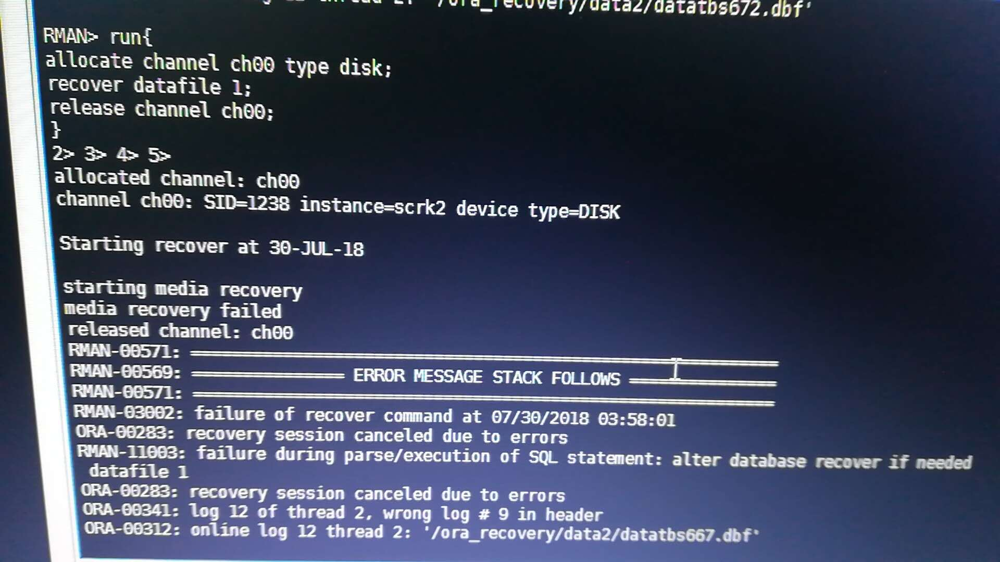 thread 2: '/ora_recovery/data2/datatbs672.dbf'
RMAN> run{
allocate channel ch00 type disk;
recover datafile 1;
release channel ch00;
}
2> 3> 4> 5>
allocated channel: ch00
channel ch00: SID=1238 instance=scrk2 device type=DISK
Starting recover at 30-JUL-18
starting media recovery
media recovery failed
released channel: ch00
RMAN-00571: ===========================================================
RMAN-00569: =============== ERROR MESSAGE STACK FOLLOWS ===============
RMAN-00571: ===========================================================
RMAN-03002: failure of recover command at 07/30/2018 03:58:01
ORA-00283: recovery session canceled due to errors
RMAN-11003: failure during parse/execution of SQL statement: alter database recover if needed
datafile 1
ORA-00283: recovery session canceled due to errors
ORA-00341: log 12 of thread 2, wrong log # 9 in header
ORA-00312: online log 12 thread 2: '/ora_recovery/data2/datatbs667.dbf'